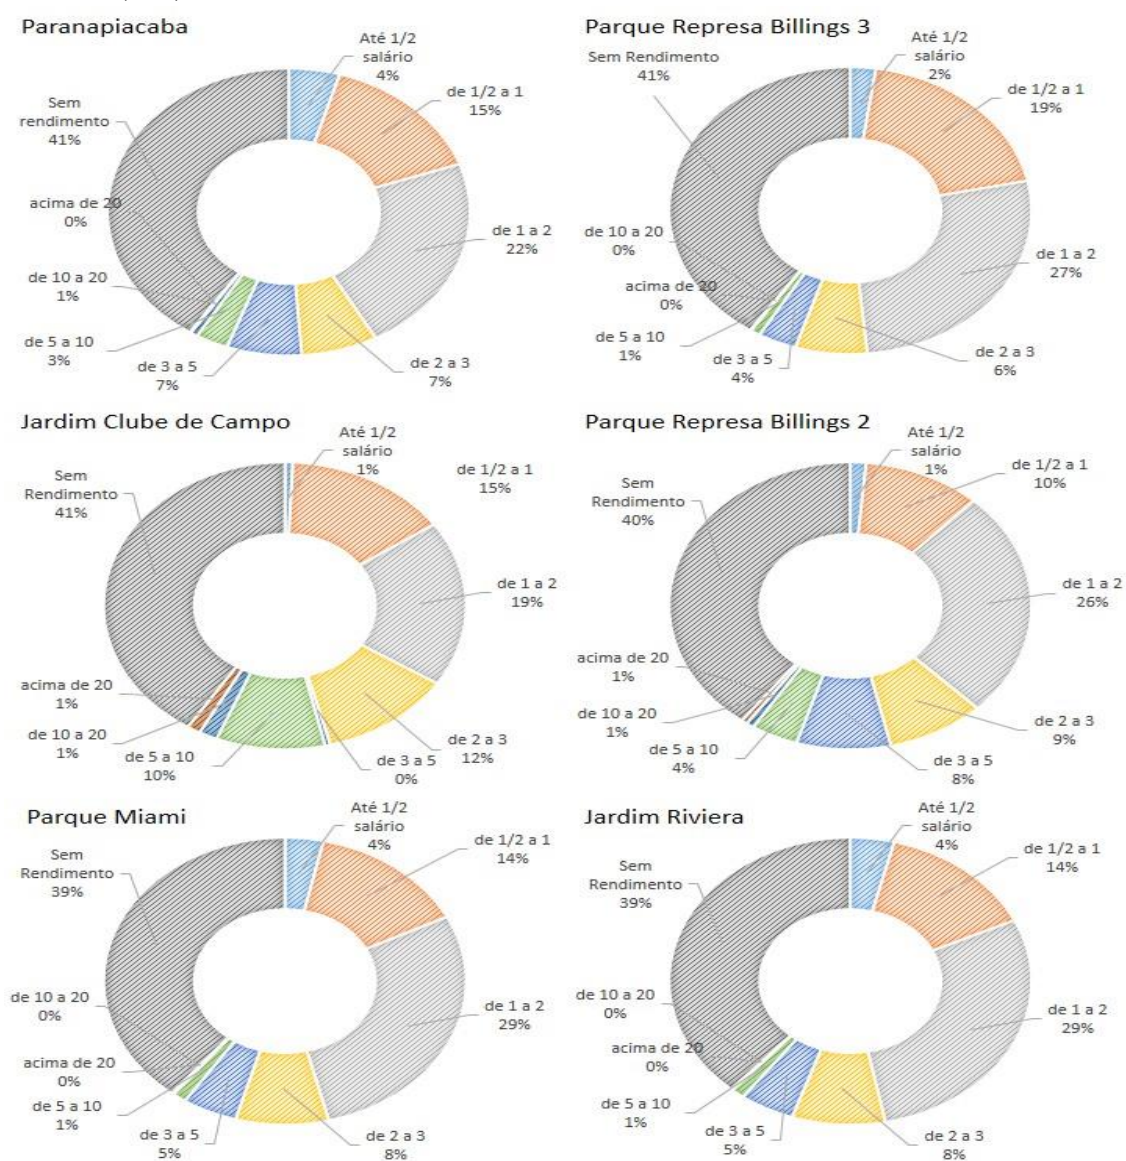 Paranapiacaba
Até 1/2
salário
4%
de 1/2 a 1
15%
de 1 a 2
22%
de 2 a 3
7%
de 3 a 5
7%
de 5 a 10
3%
de 10 a 20
1%
acima de 20
0%
Sem
rendimento
41%
Parque Represa Billings 3
Até 1/2
salário
2%
de 1/2 a 1
19%
de 1 a 2
27%
de 2 a 3
6%
de 3 a 5
4%
de 5 a 10
1%
acima de 20
0%
de 10 a 20
0%
Sem Rendimento
41%
Jardim Clube de Campo
Até 1/2
salário
1%
de 1/2 a 1
15%
de 1 a 2
19%
de 2 a 3
12%
de 3 a 5
0%
de 5 a 10
10%
de 10 a 20
1%
acima de 20
1%
Sem
Rendimento
41%
Parque Represa Billings 2
Até 1/2
salário
1%
de 1/2 a 1
10%
de 1 a 2
26%
de 2 a 3
9%
de 3 a 5
8%
de 5 a 10
4%
de 10 a 20
1%
acima de 20
1%
Sem
Rendimento
40%
Parque Miami
Até 1/2
salário
4%
de 1/2 a 1
14%
de 1 a 2
29%
de 2 a 3
8%
de 3 a 5
5%
de 5 a 10
1%
acima de 20
0%
de 10 a 20
0%
Sem
Rendimento
39%
Jardim Riviera
Até 1/2
salário
4%
de 1/2 a 1
14%
de 1 a 2
29%
de 2 a 3
8%
de 3 a 5
5%
de 5 a 10
1%
acima de 20
0%
de 10 a 20
0%
Sem
Rendimento
39%